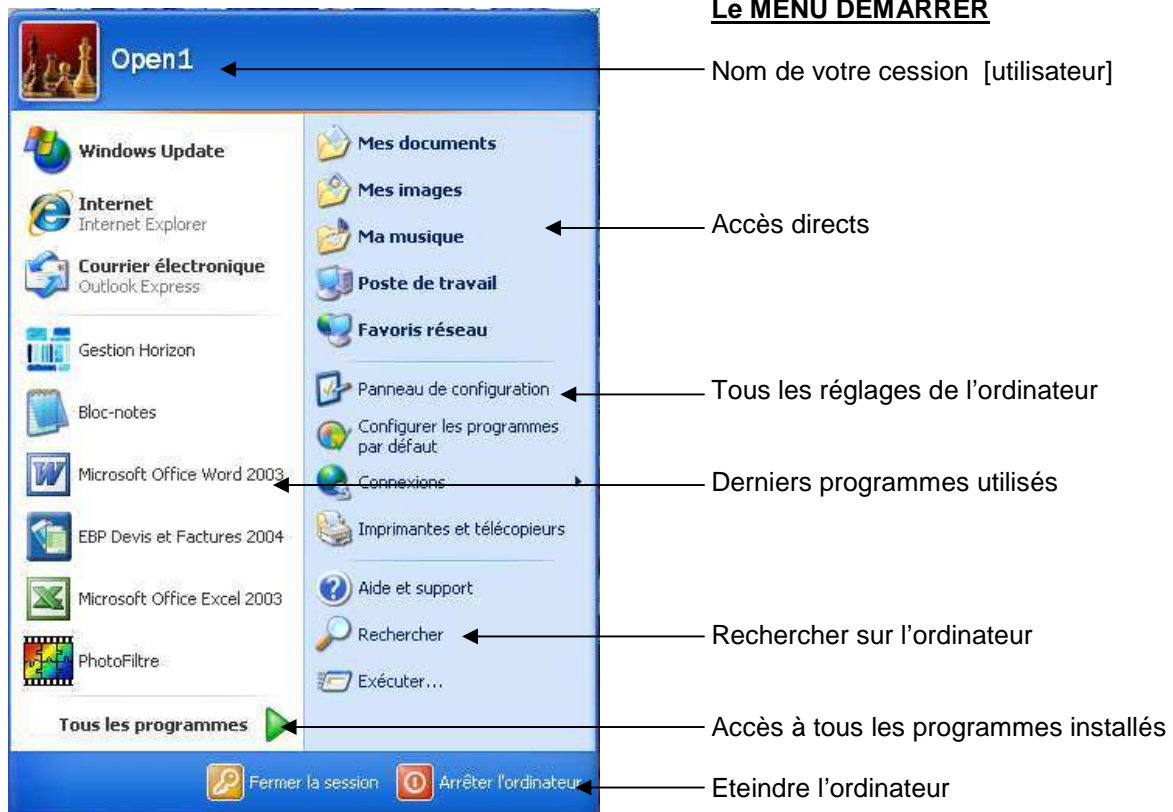 Le MENU DEMARRER
Open1
Nom de votre cession [utilisateur]
Windows Update
Internet
Internet Explorer
Courrier électronique
Outlook Express
Gestion Horizon
Bloc-notes
Microsoft Office Word 2003
EBP Devis et Factures 2004
Microsoft Office Excel 2003
PhotoFiltre
Tous les programmes
Mes documents
Mes images
Ma musique
Poste de travail
Favoris réseau
Panneau de configuration
Configurer les programmes
par défaut
Connexions
Imprimantes et télécopieurs
Aide et support
Rechercher
Exécuter...
Fermer la session
Arrêter l'ordinateur
Accès directs
Tous les réglages de l’ordinateur
Derniers programmes utilisés
Rechercher sur l’ordinateur
Accès à tous les programmes installés
Eteindre l’ordinateur